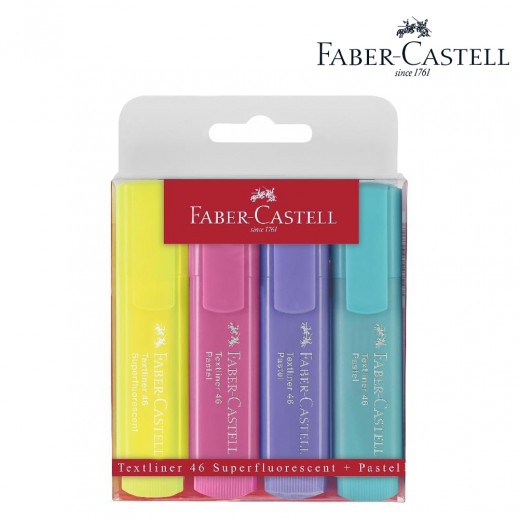 FABER-CASTELL
since 1761
FABER-CASTELL
since 1761
FABER-CASTELL
Textliner 46
Superfluorescent
FABER-CASTELL
Textliner 46
Pastel
FABER-CASTELL
Textliner 46
Pastel
FABER-CASTELL
Textliner 46
Pastel
Textliner 46 Superfluorescent + Pastel